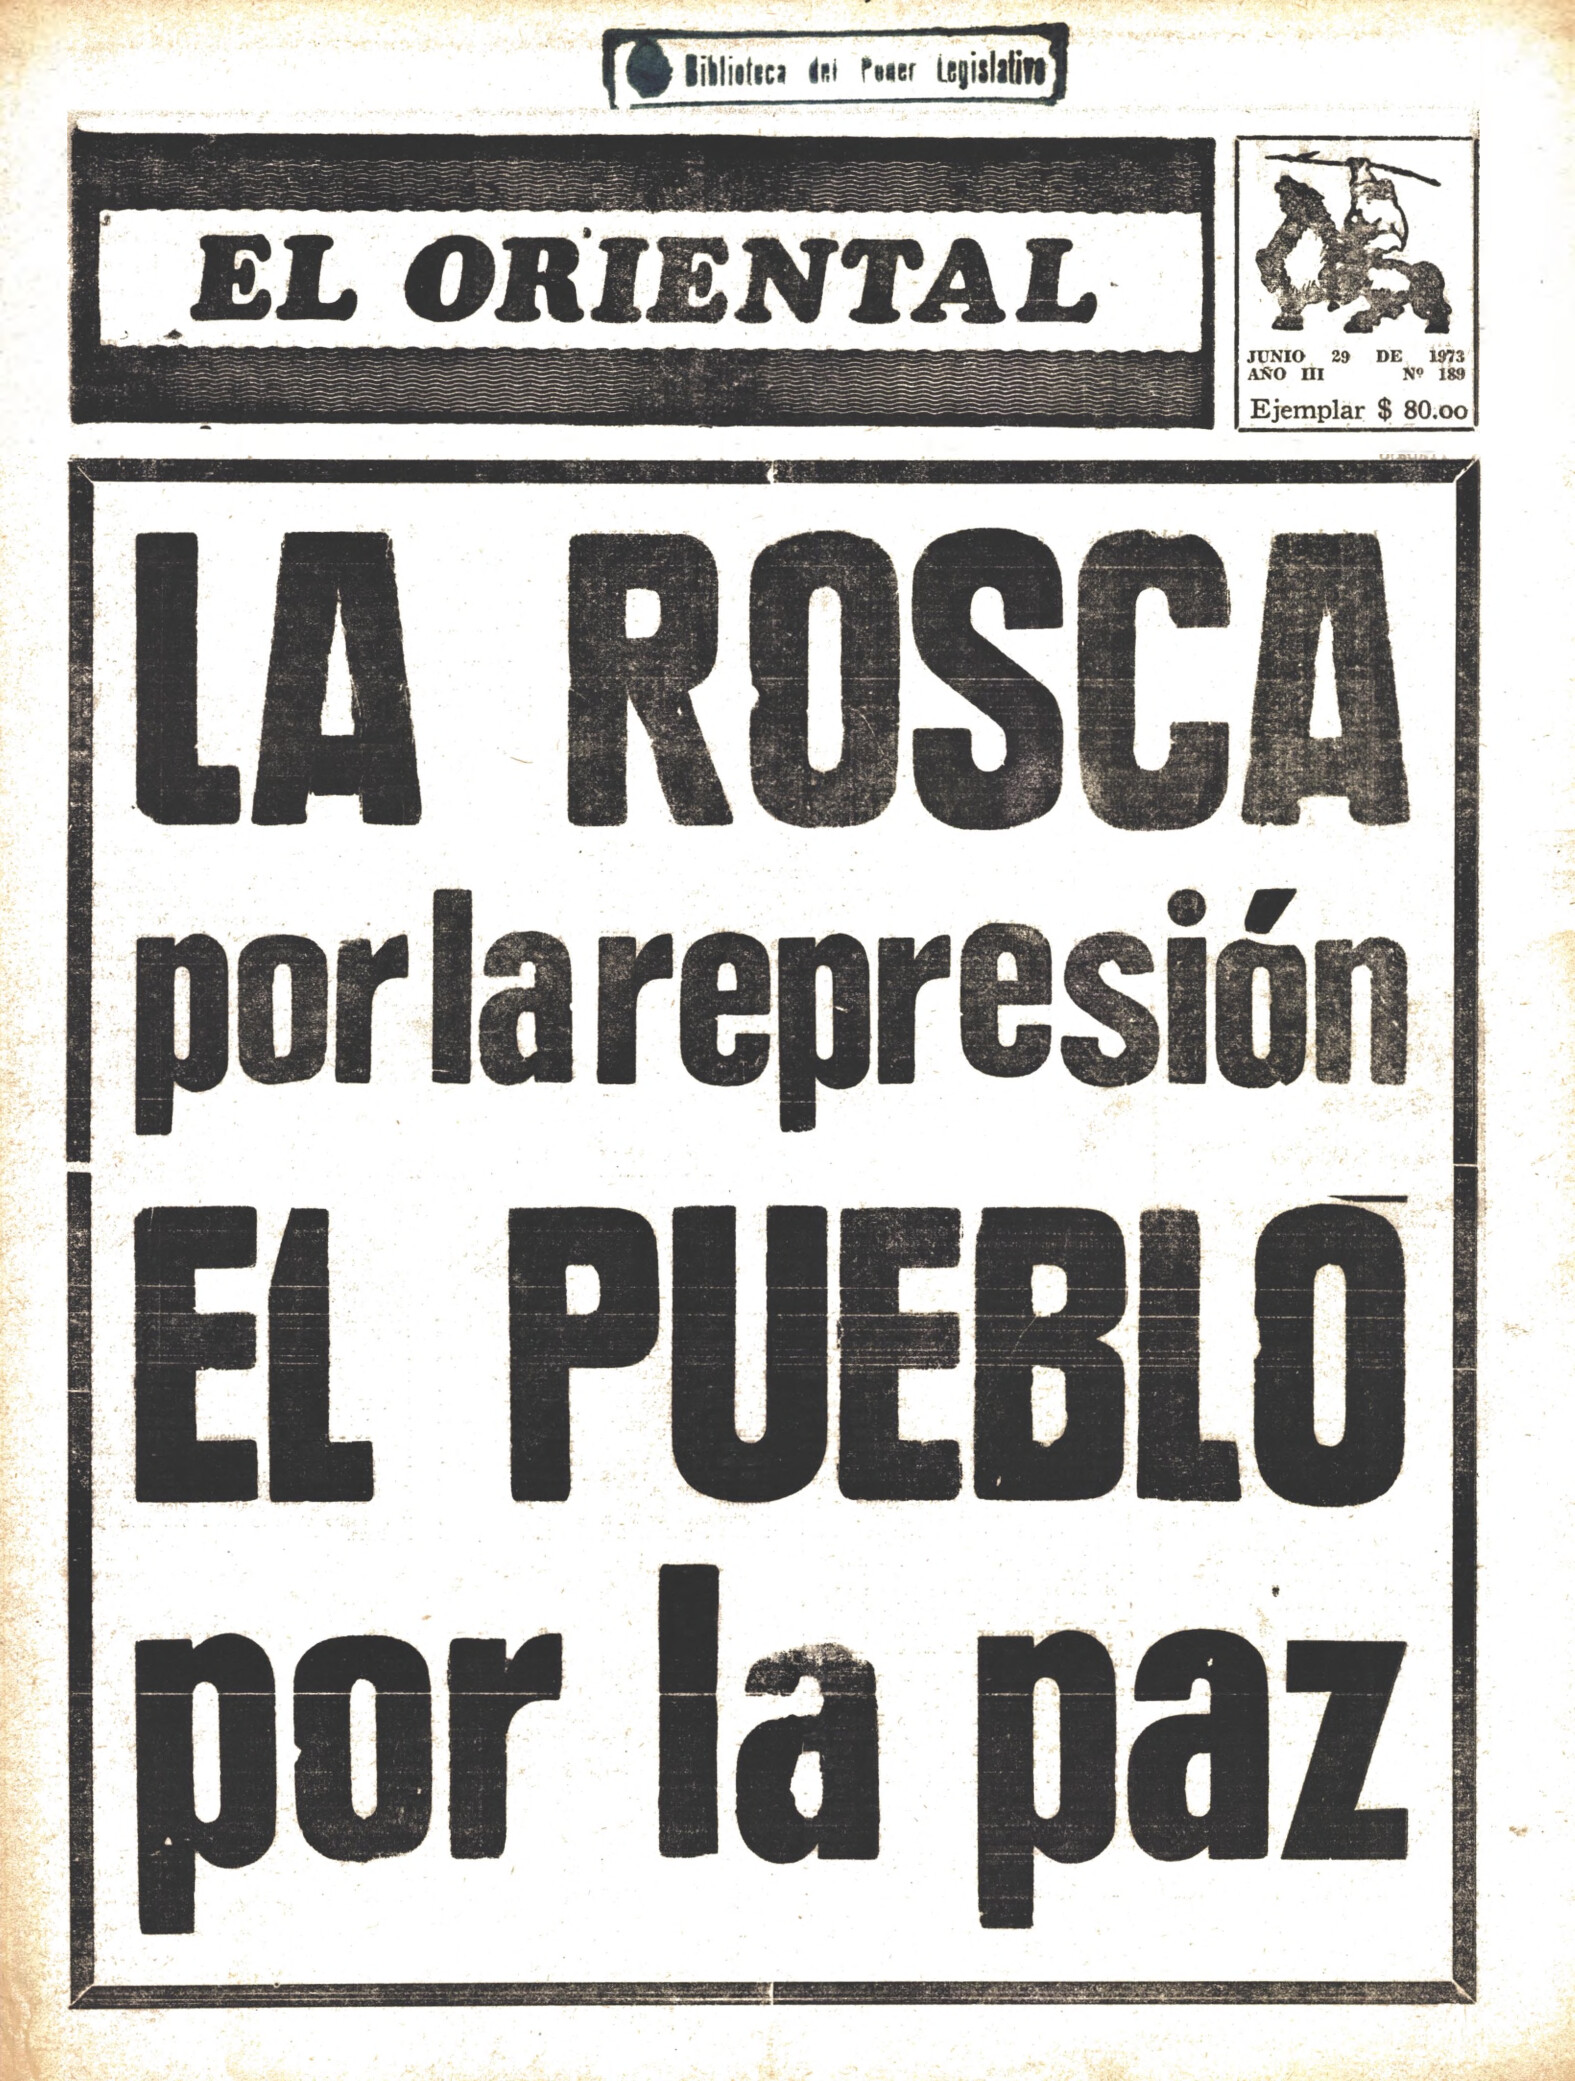 Biblioteca del Poder Legislativo
EL ORIENTAL
JUNIO 29 DE 1973
AÑO III Nº 189
Ejemplar $ 80.oo
LA ROSCA
por la represión
EL PUEBLO
por la paz